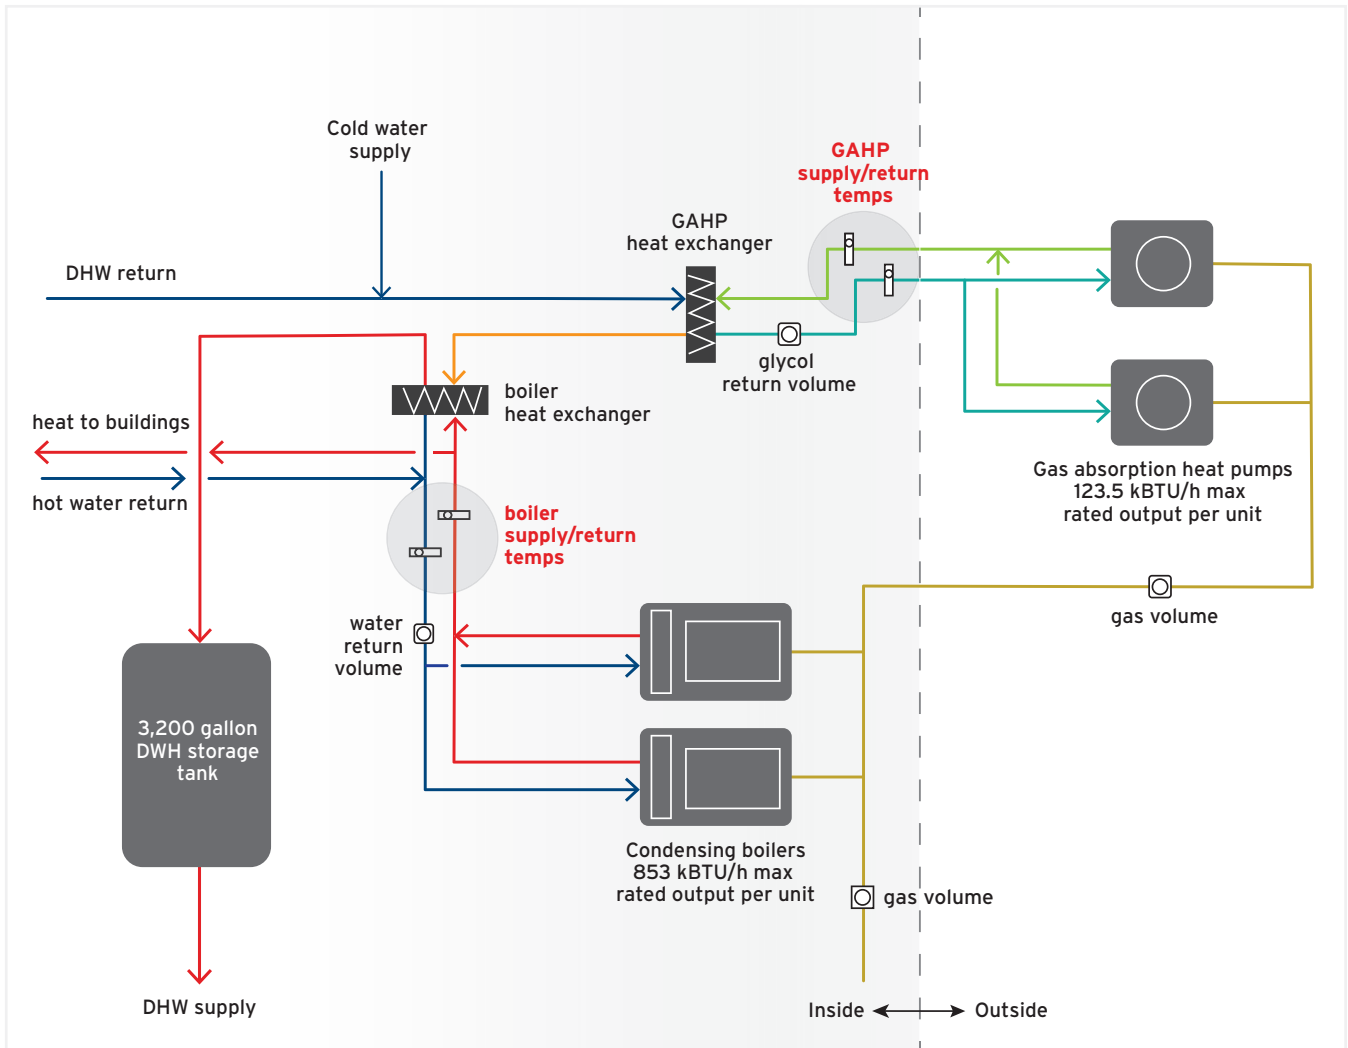 Cold water
supply
GAHP
supply/return
temps
GAHP
heat exchanger
DHW return
glycol
return volume
boiler
heat exchanger
heat to buildings
hot water return
Gas absorption heat pumps
123.5 kBTU/h max
rated output per unit
boiler
supply/return
temps
gas volume
water
return
volume
3,200 gallon
DWH storage
tank
Condensing boilers
853 kBTU/h max
rated output per unit
gas volume
DHW supply
Inside
Outside